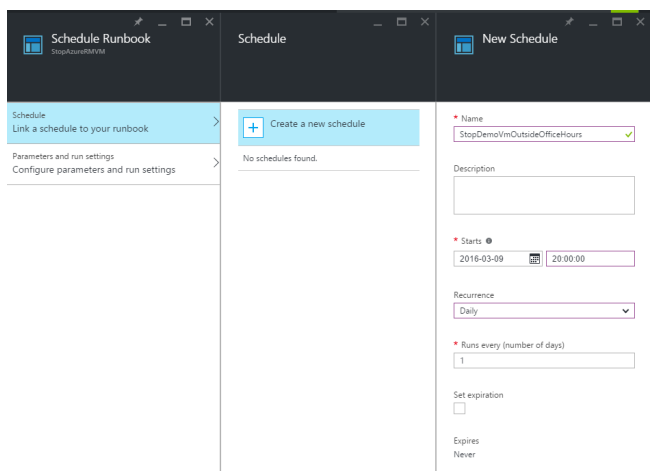 Schedule Runbook
StopAzureRMVM
Schedule
Link a schedule to your runbook
Parameters and run settings
Configure parameters and run settings
Schedule
Create a new schedule
No schedules found.
New Schedule
* Name
StopDemoVmOutsideOfficeHours
Description
* Starts
2016-03-09 20:00:00
Recurrence
Daily
* Runs every (number of days)
1
Set expiration
Expires
Never